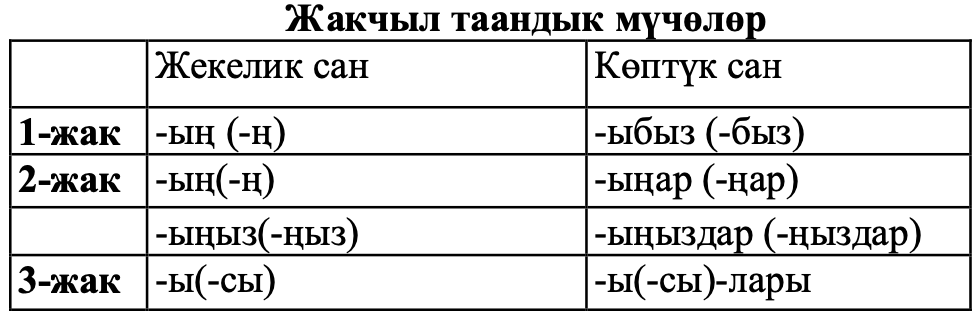 Жакчыл таандык мүчөлөр
Жекелик сан Көптүк сан
1-жак -ың (-ң) -ыбыз (-быз)
2-жак -ың(-ң) -ыңар (-ңар)
-ыңыз(-ңыз) -ыңыздар (-ңыздар)
3-жак -ы(-сы) -ы(-сы)-лары